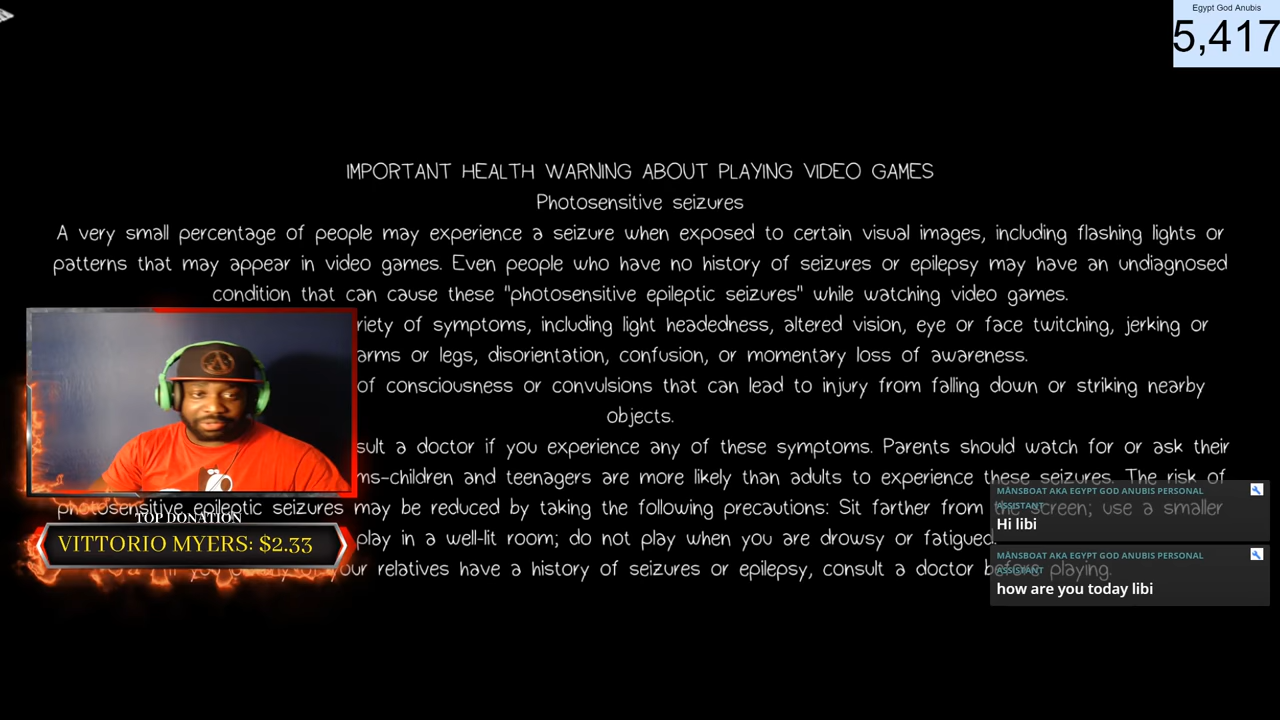 Egypt God Anubis
5,417
IMPORTANT HEALTH WARNING ABOUT PLAYING VIDEO GAMES
Photosensitive seizures
A very small percentage of people may experience a seizure when exposed to certain visual images, including flashing lights or
patterns that may appear in video games. Even people who have no history of seizures or epilepsy may have an undiagnosed
condition that can cause these "photosensitive epileptic seizures" while watching video games.
riety of symptoms, including light headedness, altered vision, eye or face twitching, jerking or
arms or legs, disorientation, confusion, or momentary loss of awareness.
of consciousness or convulsions that can lead to injury from falling down or striking nearby
objects.
sult a doctor if you experience any of these symptoms. Parents should watch for or ask their
ms-children and teenagers are more likely than adults to experience these seizures. The risk of
photosensitive epileptic seizures may be reduced by taking the following precautions: Sit farther from the screen; use a smaller
play in a well-lit room; do not play when you are drowsy or fatigued.
your relatives have a history of seizures or epilepsy, consult a doctor before playing.
TOP DONATION
VITTORIO MYERS: $2.33
MÂNSBOAT AKA EGYPT GOD ANUBIS PERSONAL
ASSISTANT
Hi libi
MÂNSBOAT AKA EGYPT GOD ANUBIS PERSONAL
ASSISTANT
how are you today libi